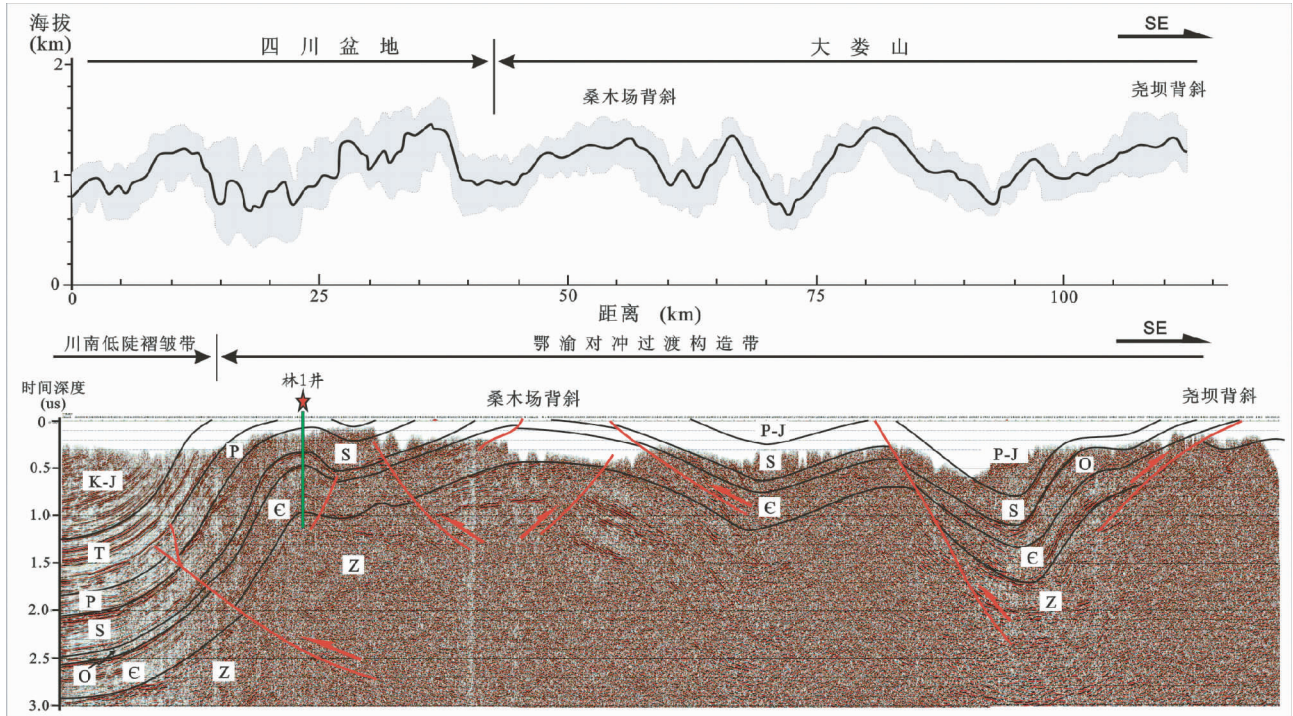 海拔
(km)
四川盆地
大娄山
SE
桑木场背斜
尧坝背斜
2
1
0
0
25
50
75
100
距离 (km)
川南低陡褶皱带
鄂渝对冲过渡构造带
SE
时间深度
(us)
林1井
桑木场背斜
尧坝背斜
0
0.5
1.0
1.5
2.0
2.5
3.0
K-J
T
P
S
O
Є
Z
P
Є
S
Z
P-J
S
Є
P-J
S
O
Є
Z